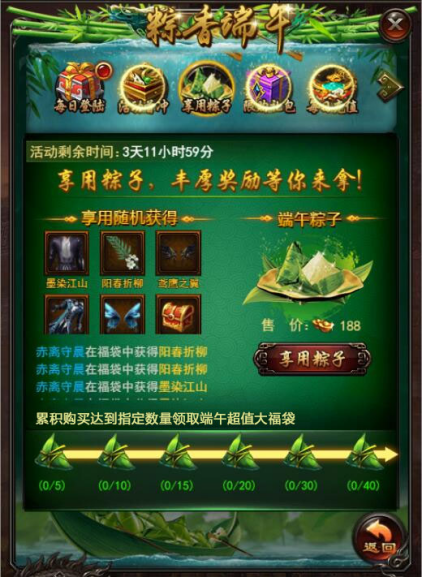 粽香端午
每日登陆
享用粽子
活动剩余时间:3天11小时59分
享用粽子，丰厚奖励等你来拿!
享用随机获得
端午粽子
墨染江山
阳春折柳
鸢鹰之翼
售 价: 188
享用粽子
赤离守晨在福袋中获得阳春折柳
赤离守晨在福袋中获得阳春折柳
赤离守晨在福袋中获得墨染江山
累积购买达到指定数量领取端午超值大福袋
(0/5)
(0/10)
(0/15)
(0/20)
(0/30)
(0/40)
返回